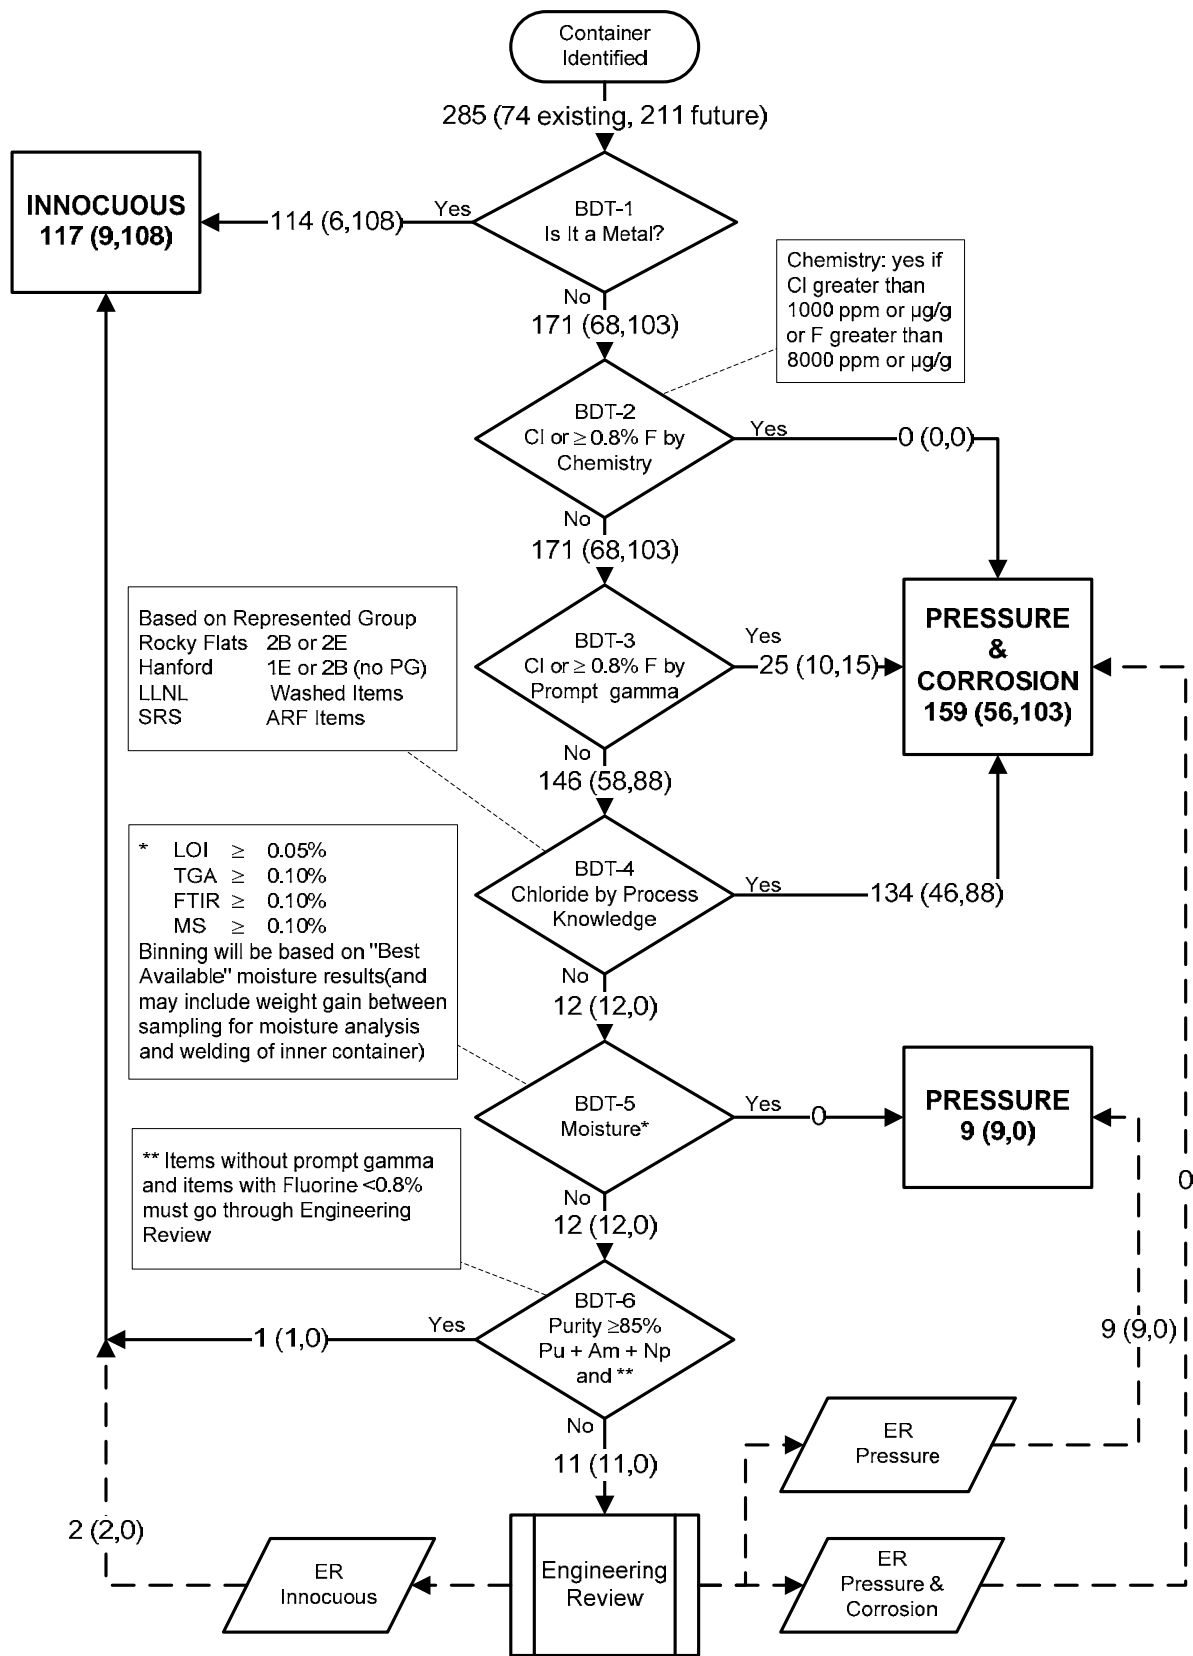 Container
Identified
285 (74 existing, 211 future)
INNOCUOUS
117 (9,108)
114 (6,108)
Yes
BDT-1
Is It a Metal?
No
171 (68,103)
Chemistry: yes if
Cl greater than
1000 ppm or µg/g
or F greater than
8000 ppm or µg/g
BDT-2
Cl or ≥ 0.8% F by
Chemistry
Yes
0 (0,0)
No
171 (68,103)
Based on Represented Group
Rocky Flats 2B or 2E
Hanford 1E or 2B (no PG)
LLNL Washed Items
SRS ARF Items
BDT-3
Cl or ≥ 0.8% F by
Prompt gamma
Yes
25 (10,15)
PRESSURE
&
CORROSION
159 (56,103)
No
146 (58,88)
* LOI ≥ 0.05%
TGA ≥ 0.10%
FTIR ≥ 0.10%
MS ≥ 0.10%
Binning will be based on "Best
Available" moisture results(and
may include weight gain between
sampling for moisture analysis
and welding of inner container)
BDT-4
Chloride by Process
Knowledge
Yes
134 (46,88)
No
12 (12,0)
BDT-5
Moisture*
Yes
0
PRESSURE
9 (9,0)
0
** Items without prompt gamma
and items with Fluorine <0.8%
must go through Engineering
Review
No
12 (12,0)
BDT-6
Purity ≥85%
Pu + Am + Np
and **
Yes
1 (1,0)
9 (9,0)
No
11 (11,0)
ER
Pressure
2 (2,0)
ER
Innocuous
Engineering
Review
ER
Pressure &
Corrosion